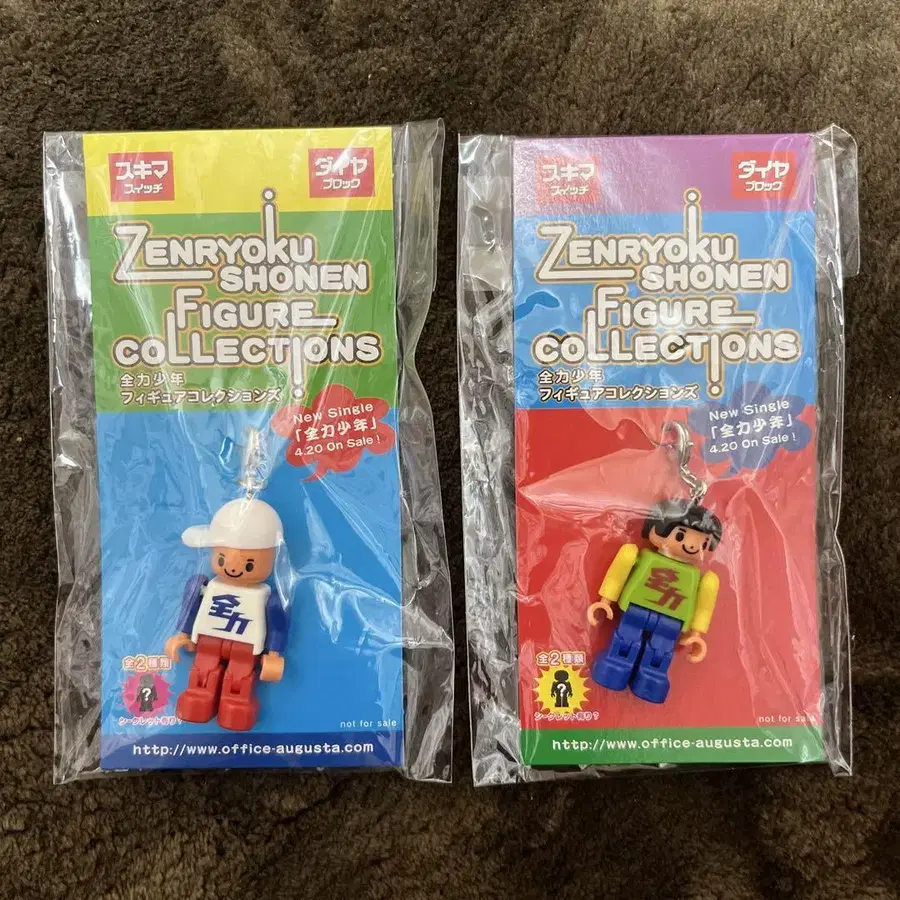 スキマ
スイッチ
ダイヤ
ブロック
ZENRYOKU
SHONEN
FIGURE
COLLECTIONS
全力少年
フィギュアコレクションズ
New Single
「全力少年」
4.20 On Sale!
全力
全2種類
?
シークレット有り?
not for sale
http://www.office-augusta.com
スキマ
スイッチ
ダイヤ
ブロック
ZENRYOKU
SHONEN
FIGURE
COLLECTIONS
全力少年
フィギュアコレクションズ
New Single
「全力少年」
4.20 On Sale!
全力
全2種類
?
シークレット有り?
not for sale
http://www.office-augusta.com